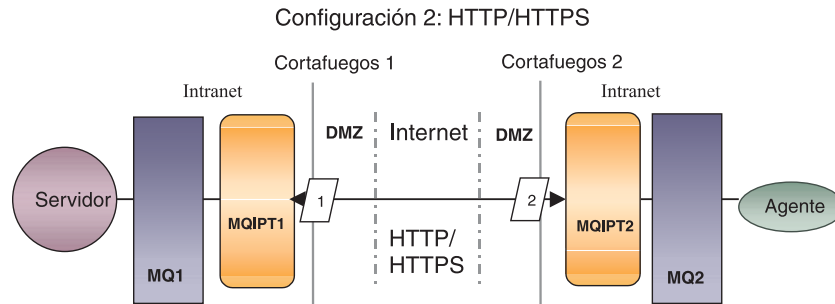 Configuración 2: HTTP/HTTPS
Cortafuegos 1
Cortafuegos 2
Intranet
Intranet
DMZ
Internet
DMZ
Servidor
MQ1
MQIPT1
1
HTTP/
HTTPS
2
MQIPT2
MQ2
Agente